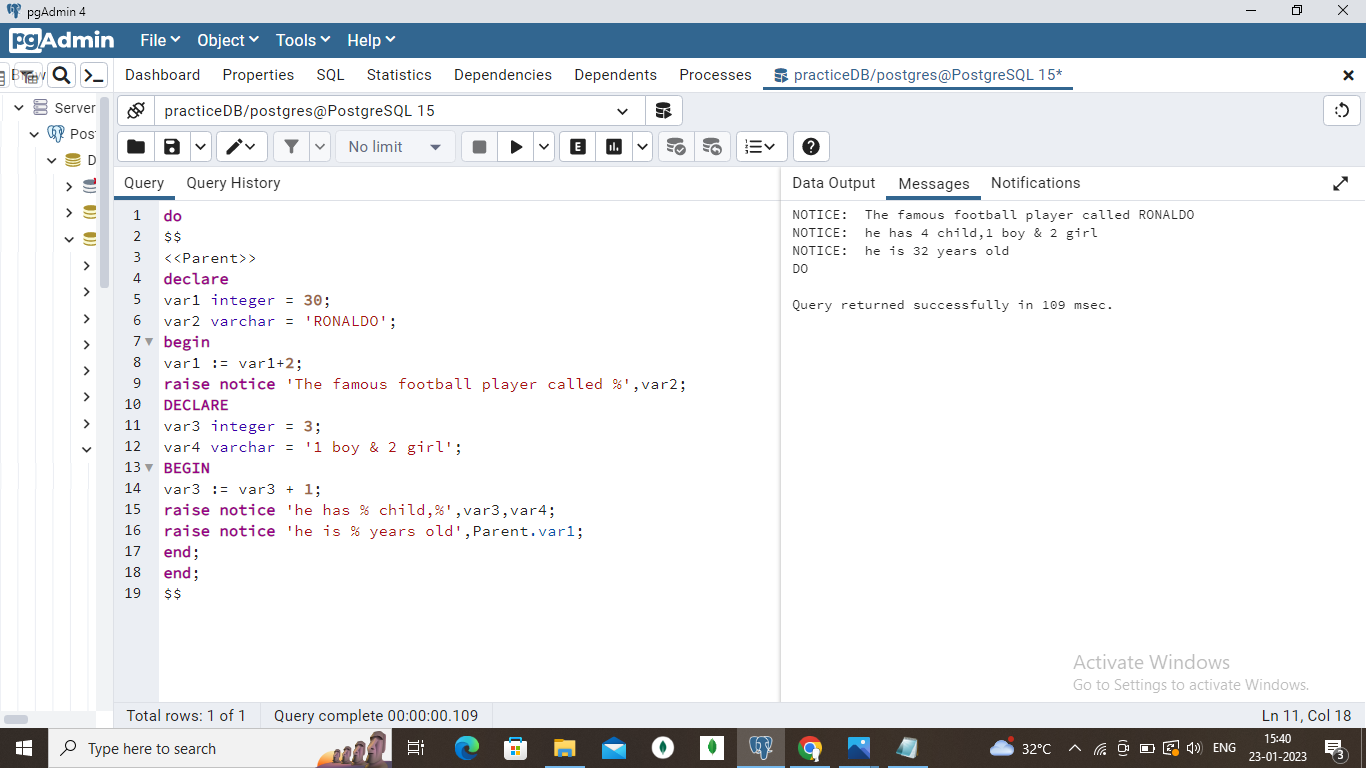 pgAdmin 4
pgAdmin File Object Tools Help
Dashboard Properties SQL Statistics Dependencies Dependents Processes practiceDB/postgres@PostgreSQL 15*
Server
Pos
D
practiceDB/postgres@PostgreSQL 15
No limit
E
Query Query History
1 do
2 $$
3 <<Parent>>
4 declare
5 var1 integer = 30;
6 var2 varchar = 'RONALDO';
7 begin
8 var1 := var1+2;
9 raise notice 'The famous football player called %',var2;
10 DECLARE
11 var3 integer = 3;
12 var4 varchar = '1 boy & 2 girl';
13 BEGIN
14 var3 := var3 + 1;
15 raise notice 'he has % child,%',var3,var4;
16 raise notice 'he is % years old',Parent.var1;
17 end;
18 end;
19 $$
Data Output Messages Notifications
NOTICE:  The famous football player called RONALDO
NOTICE:  he has 4 child,1 boy & 2 girl
NOTICE:  he is 32 years old
DO
Query returned successfully in 109 msec.
Activate Windows
Go to Settings to activate Windows.
Total rows: 1 of 1 Query complete 00:00:00.109 Ln 11, Col 18
Type here to search
32°C ENG 15:40
23-01-2023
3